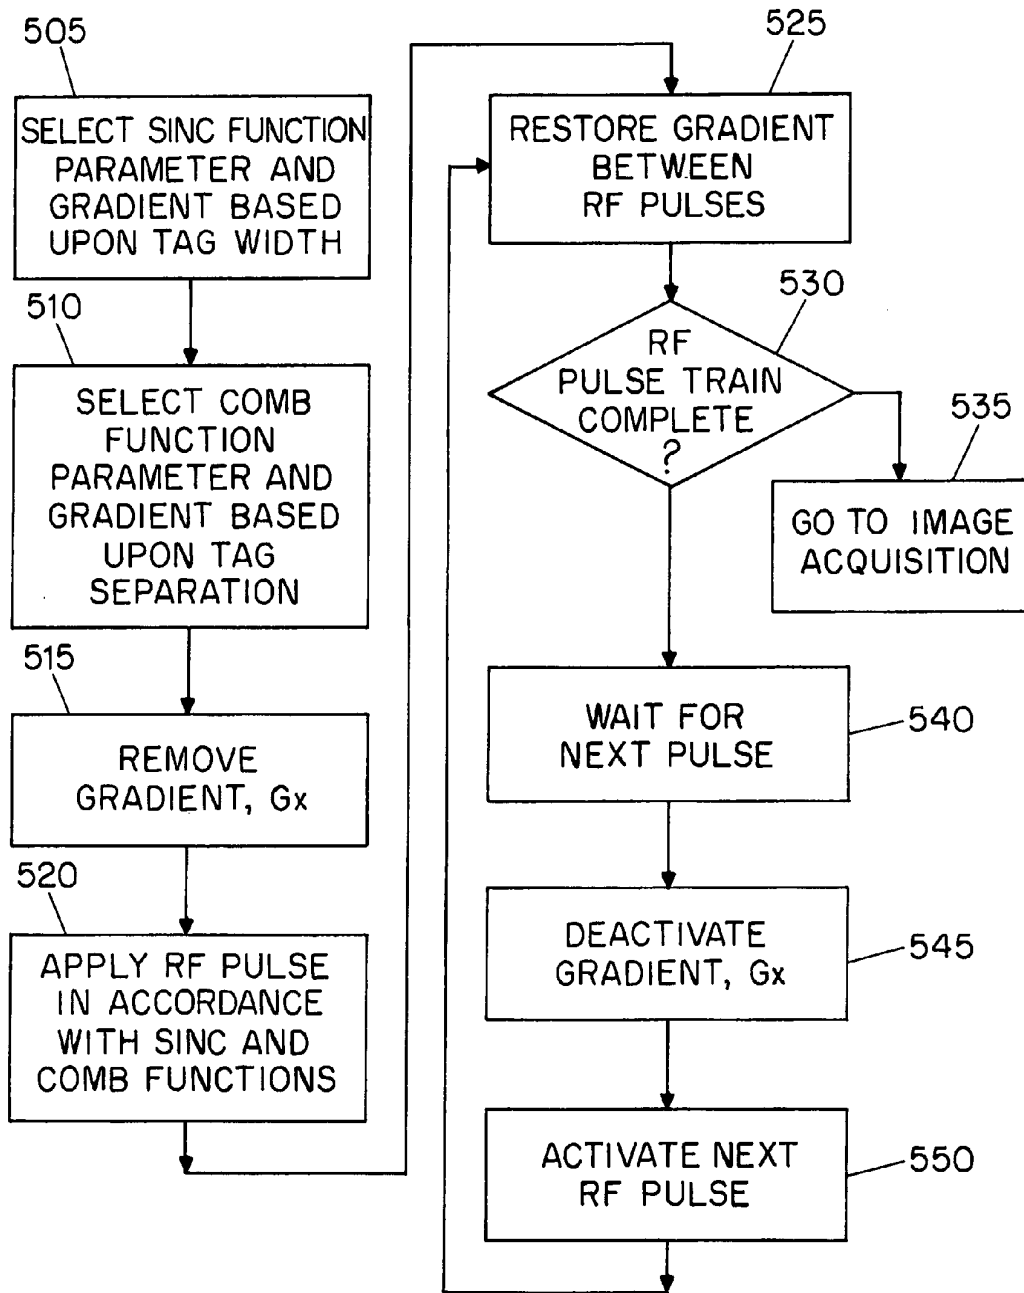 505
SELECT SINC FUNCTION
PARAMETER AND
GRADIENT BASED
UPON TAG WIDTH
510
SELECT COMB
FUNCTION
PARAMETER AND
GRADIENT BASED
UPON TAG
SEPARATION
515
REMOVE
GRADIENT, Gx
520
APPLY RF PULSE
IN ACCORDANCE
WITH SINC AND
COMB FUNCTIONS
525
RESTORE GRADIENT
BETWEEN
RF PULSES
530
RF
PULSE TRAIN
COMPLETE
?
535
GO TO IMAGE
ACQUISITION
540
WAIT FOR
NEXT PULSE
545
DEACTIVATE
GRADIENT, Gx
550
ACTIVATE NEXT
RF PULSE